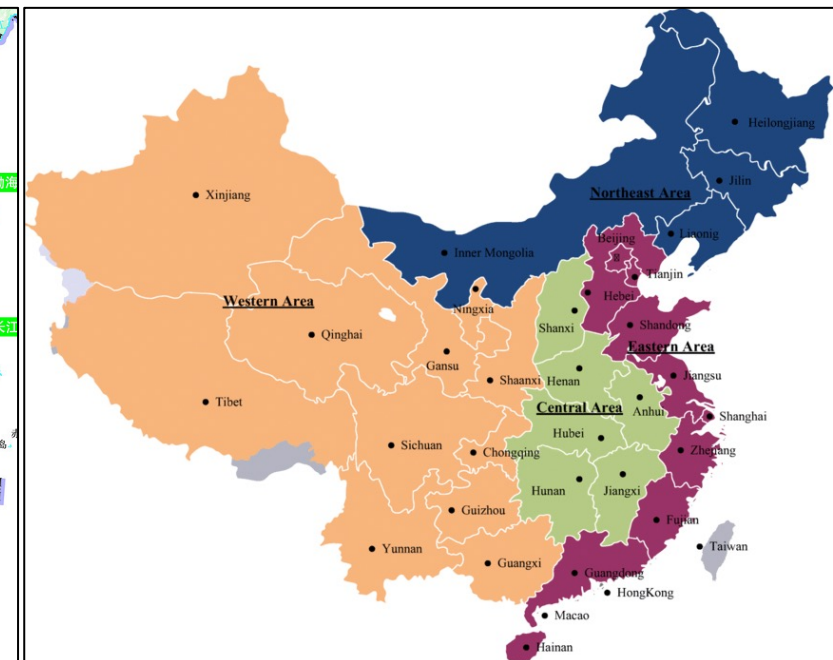 渤海
长江
岛
Heilongjiang
Jilin
Northeast Area
Liaonig
Beijing
Inner Mongolia
Tianjin
Xinjiang
Ningxia
Hebei
Western Area
Shanxi
Shandong
Qinghai
Eastern Area
Gansu
Henan
Jiangsu
Shaanxi
Anhui
Tibet
Central Area
Shanghai
Hubei
Sichuan
Chongqing
Zhejiang
Hunan
Jiangxi
Guizhou
Fujian
Yunnan
Taiwan
Guangxi
Guangdong
HongKong
Macao
Hainan